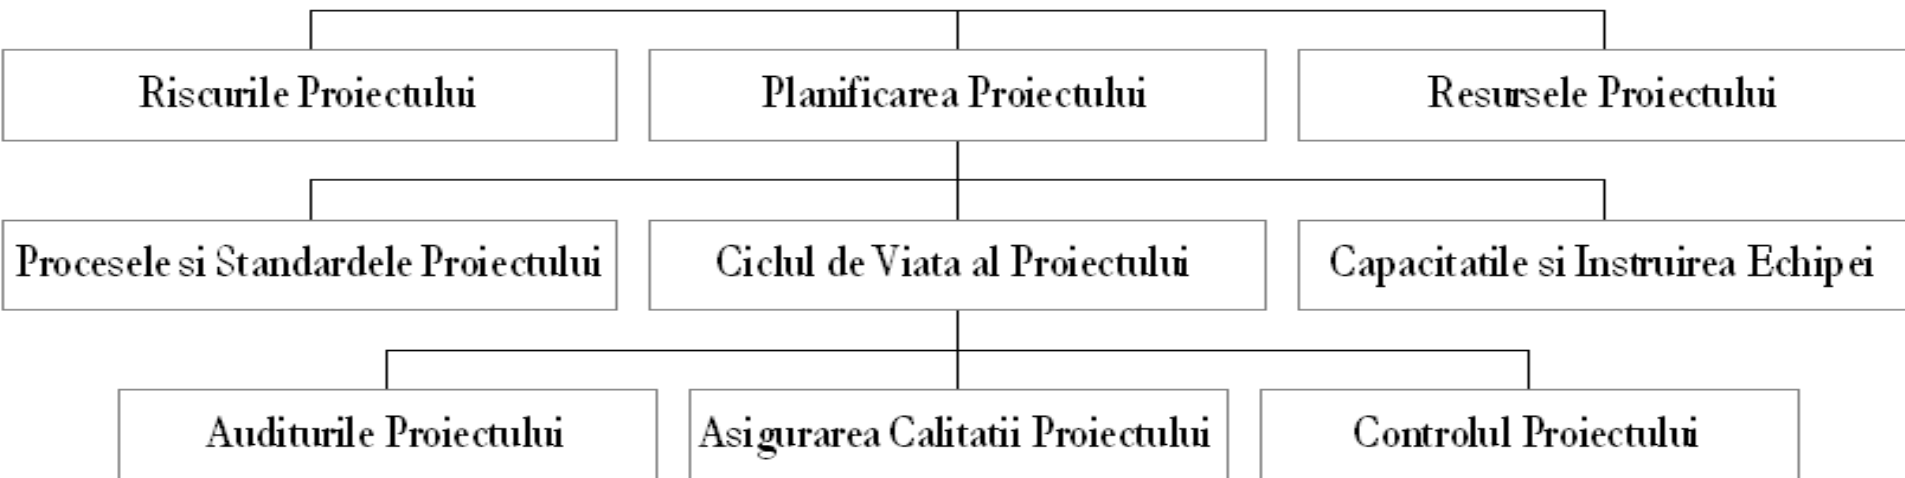 Riscurile Proiectului
Planificarea Proiectului
Resursele Proiectului
Procesele si Standardele Proiectului
Ciclul de Viata al Proiectului
Capacitatile si Instruirea Echipei
Auditurile Proiectului
Asigurarea Calitatii Proiectului
Controlul Proiectului